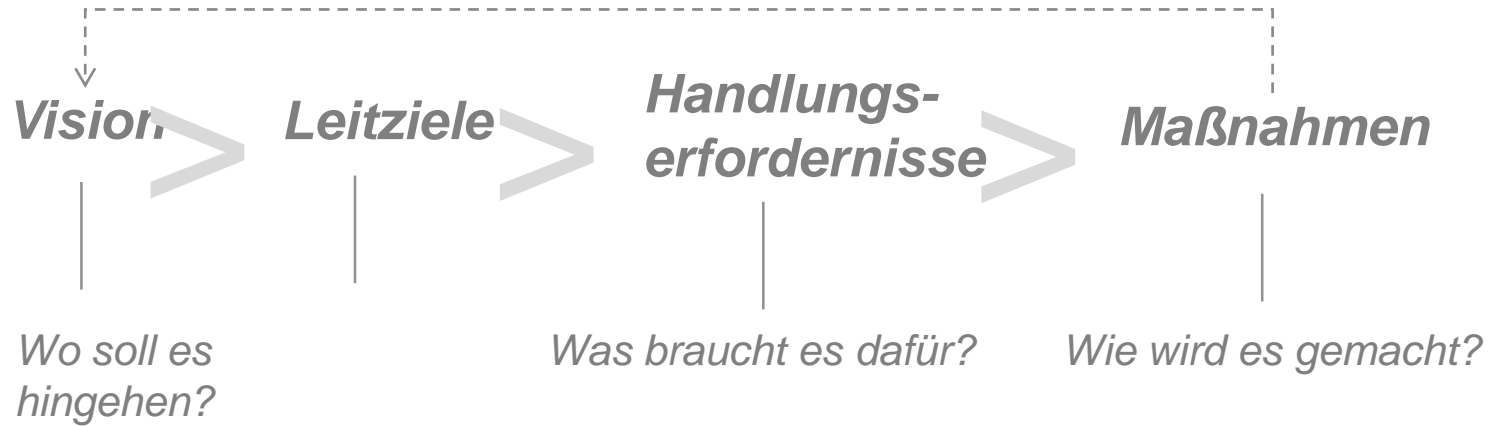 Vision
Leitziele
Handlungs-
erfordernisse
Maßnahmen
Wo soll es
hingehen?
Was braucht es dafür?
Wie wird es gemacht?